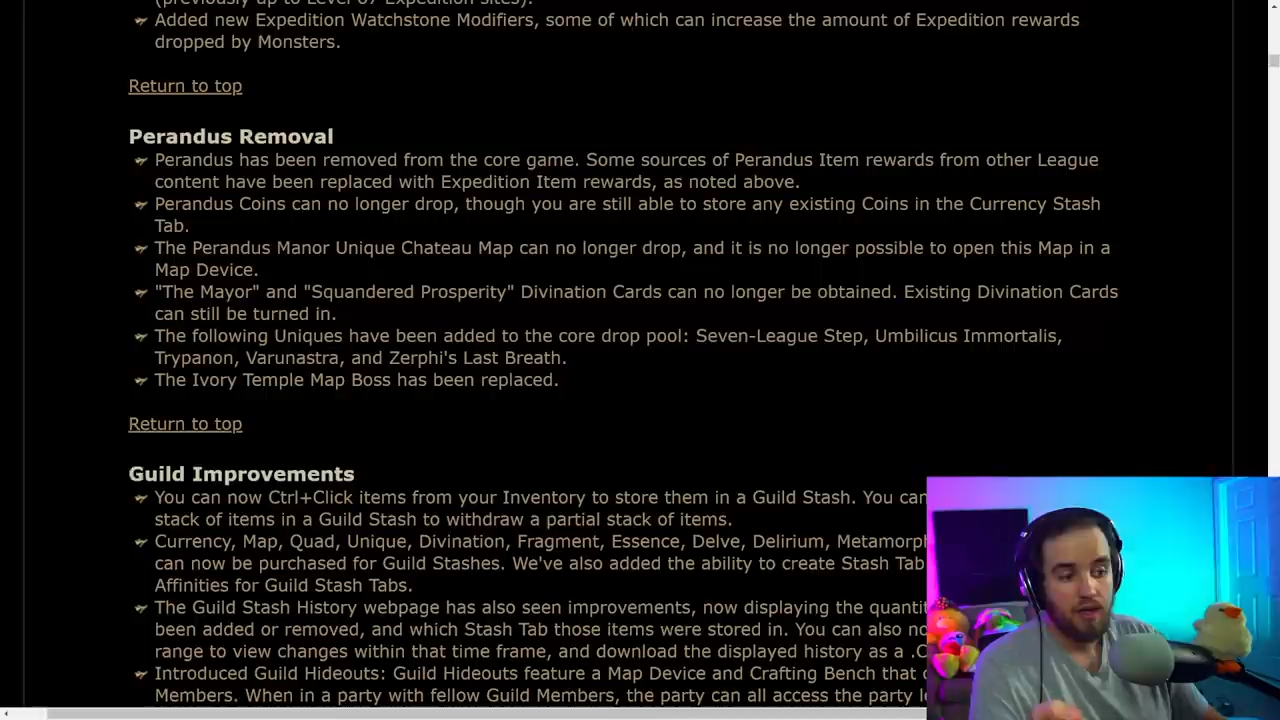 Added new Expedition Watchstone Modifiers, some of which can increase the amount of Expedition rewards
dropped by Monsters.
Return to top
Perandus Removal
Perandus has been removed from the core game. Some sources of Perandus Item rewards from other League
content have been replaced with Expedition Item rewards, as noted above.
Perandus Coins can no longer drop, though you are still able to store any existing Coins in the Currency Stash
Tab.
The Perandus Manor Unique Chateau Map can no longer drop, and it is no longer possible to open this Map in a
Map Device.
"The Mayor" and "Squandered Prosperity" Divination Cards can no longer be obtained. Existing Divination Cards
can still be turned in.
The following Uniques have been added to the core drop pool: Seven-League Step, Umbilicus Immortalis,
Trypanon, Varunastra, and Zerphi's Last Breath.
The Ivory Temple Map Boss has been replaced.
Return to top
Guild Improvements
You can now Ctrl+Click items from your Inventory to store them in a Guild Stash. You can
stack of items in a Guild Stash to withdraw a partial stack of items.
Currency, Map, Quad, Unique, Divination, Fragment, Essence, Delve, Delirium, Metamorph
can now be purchased for Guild Stashes. We've also added the ability to create Stash Tab
Affinities for Guild Stash Tabs.
The Guild Stash History webpage has also seen improvements, now displaying the quantit
been added or removed, and which Stash Tab those items were stored in. You can also no
range to view changes within that time frame, and download the displayed history as a .C
Introduced Guild Hideouts: Guild Hideouts feature a Map Device and Crafting Bench that
Members. When in a party with fellow Guild Members, the party can all access the party